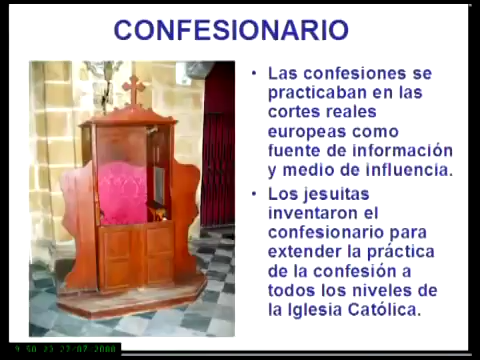 CONFESIONARIO
• Las confesiones se
practicaban en las
cortes reales
europeas como
fuente de información
y medio de influencia.
• Los jesuitas
inventaron el
confesionario para
extender la práctica
de la confesión a
todos los niveles de
la Iglesia Católica.